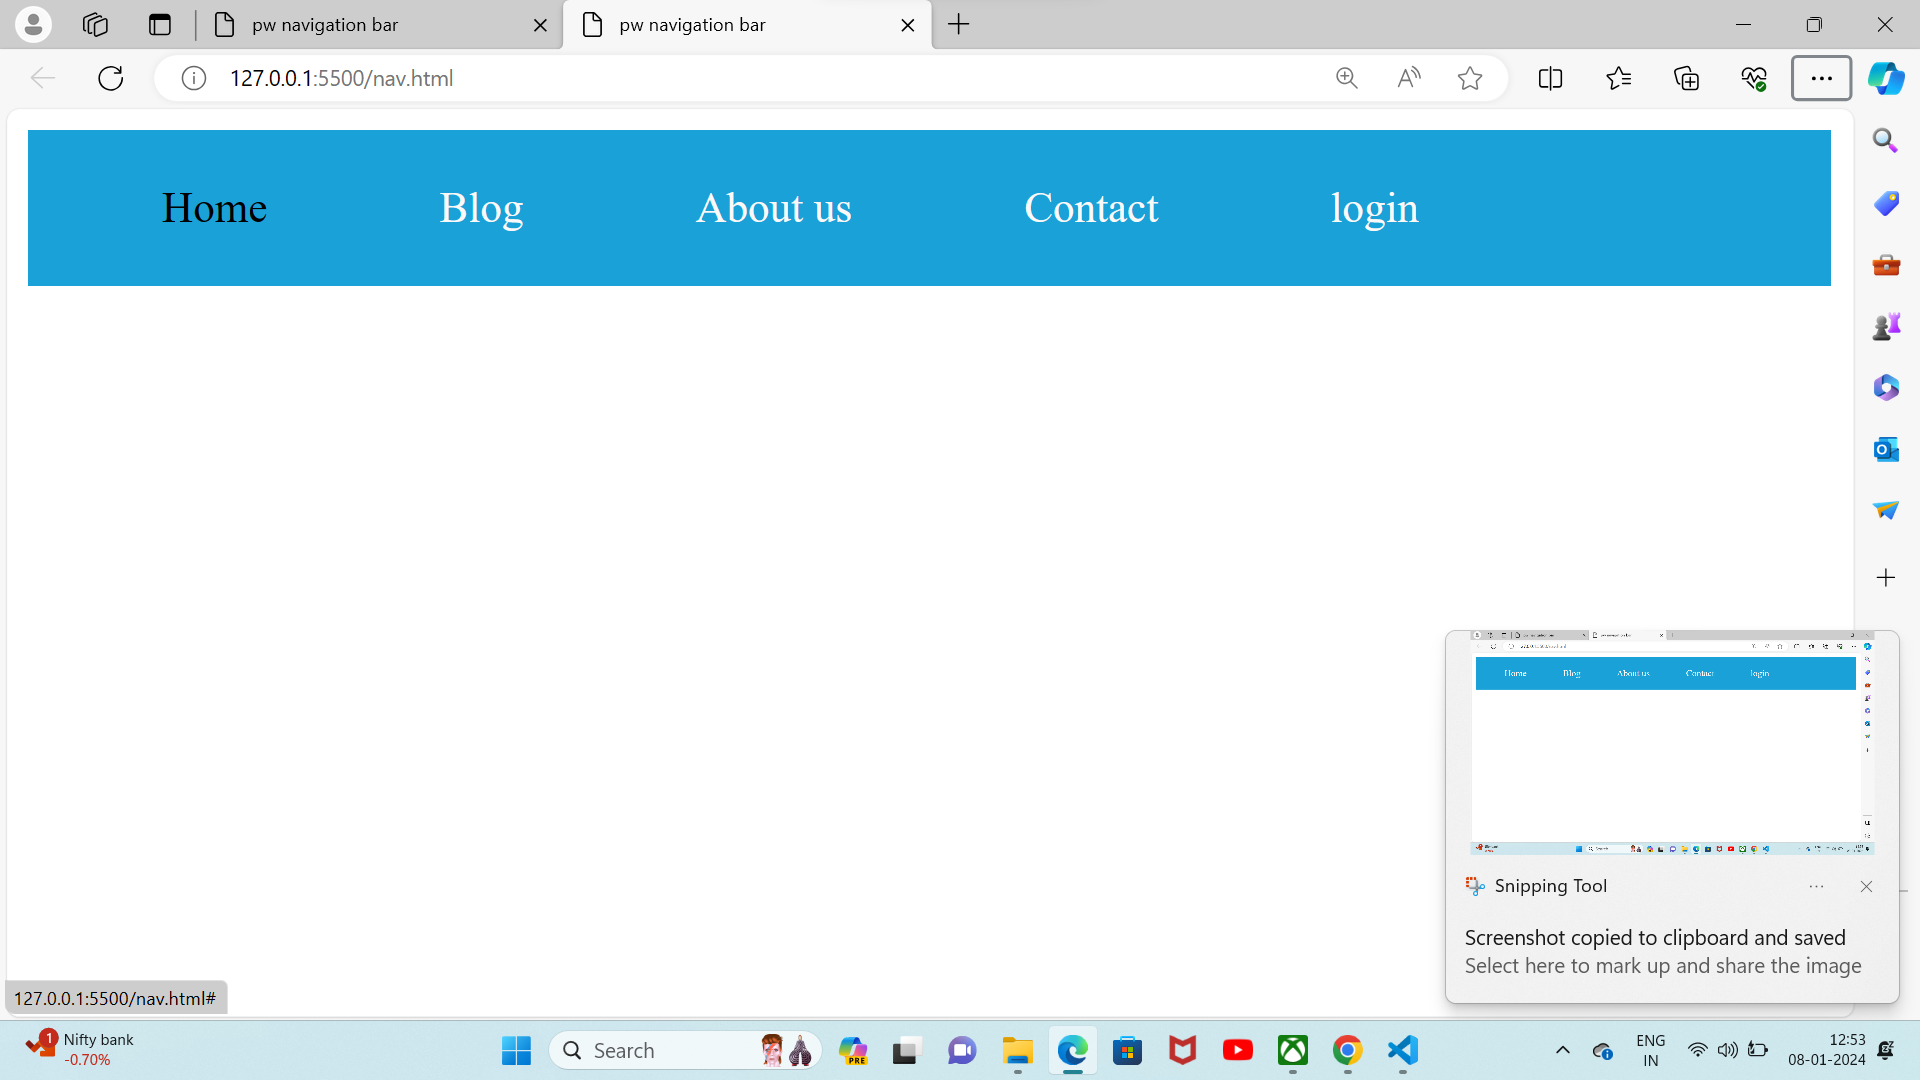 pw navigation bar
pw navigation bar
127.0.0.1:5500/nav.html
Home Blog About us Contact login
Home Blog About us Contact login
Snipping Tool
Screenshot copied to clipboard and saved
Select here to mark up and share the image
127.0.0.1:5500/nav.html#
1
Nifty bank
-0.70%
Search
PRE
ENG
IN
12:53
08-01-2024